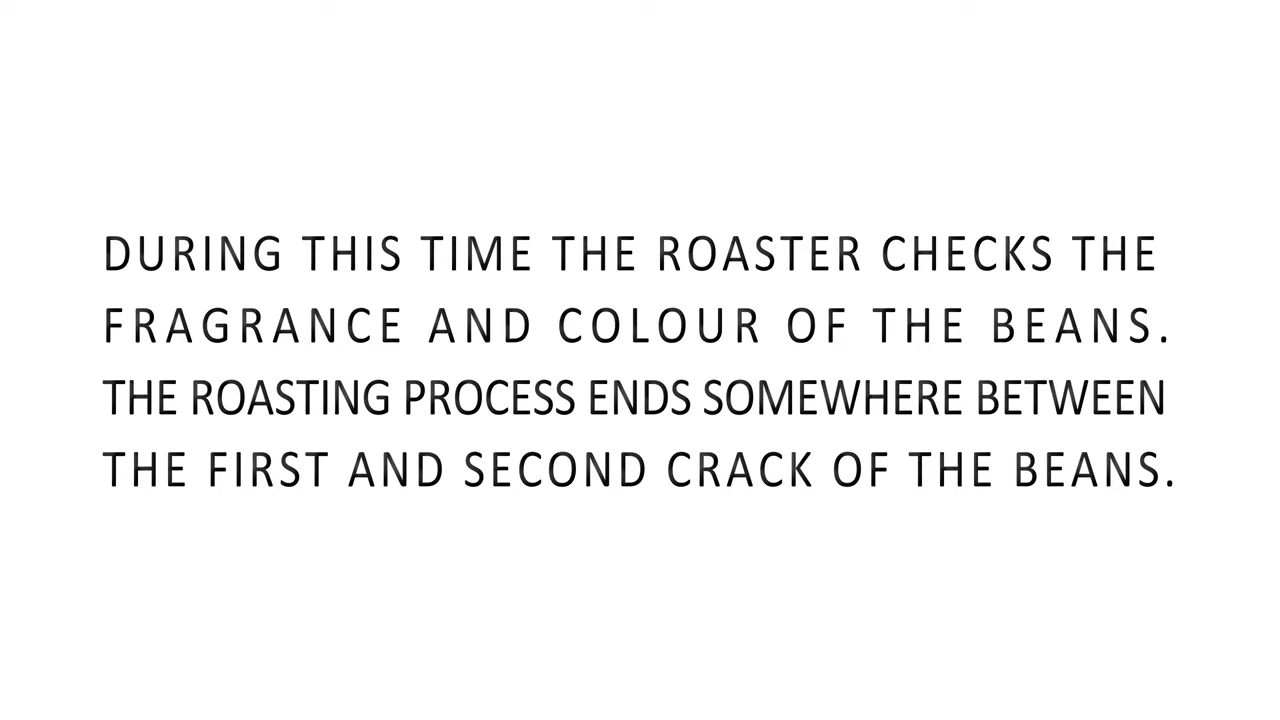 DURING THIS TIME THE ROASTER CHECKS THE
FRAGRANCE AND COLOUR OF THE BEANS.
THE ROASTING PROCESS ENDS SOMEWHERE BETWEEN
THE FIRST AND SECOND CRACK OF THE BEANS.